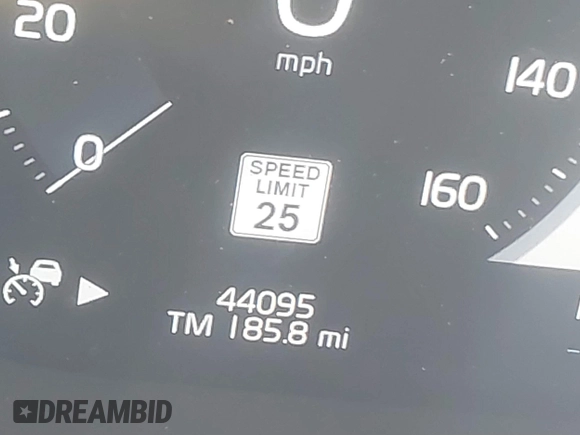 20
0
mph
140
0
SPEED
LIMIT
25
160
44095
TM 185.8 mi
DREAMBID